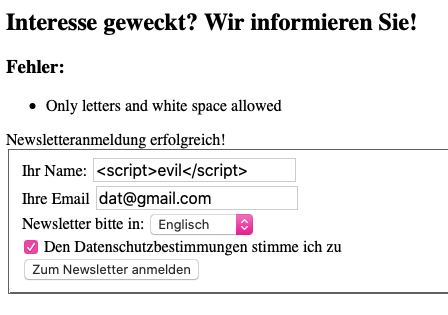 Interesse geweckt? Wir informieren Sie!
Fehler:
• Only letters and white space allowed
Newsletteranmeldung erfolgreich!
Ihr Name: <script>evil</script>
Ihre Email dat@gmail.com
Newsletter bitte in: Englisch
Den Datenschutzbestimmungen stimme ich zu
Zum Newsletter anmelden